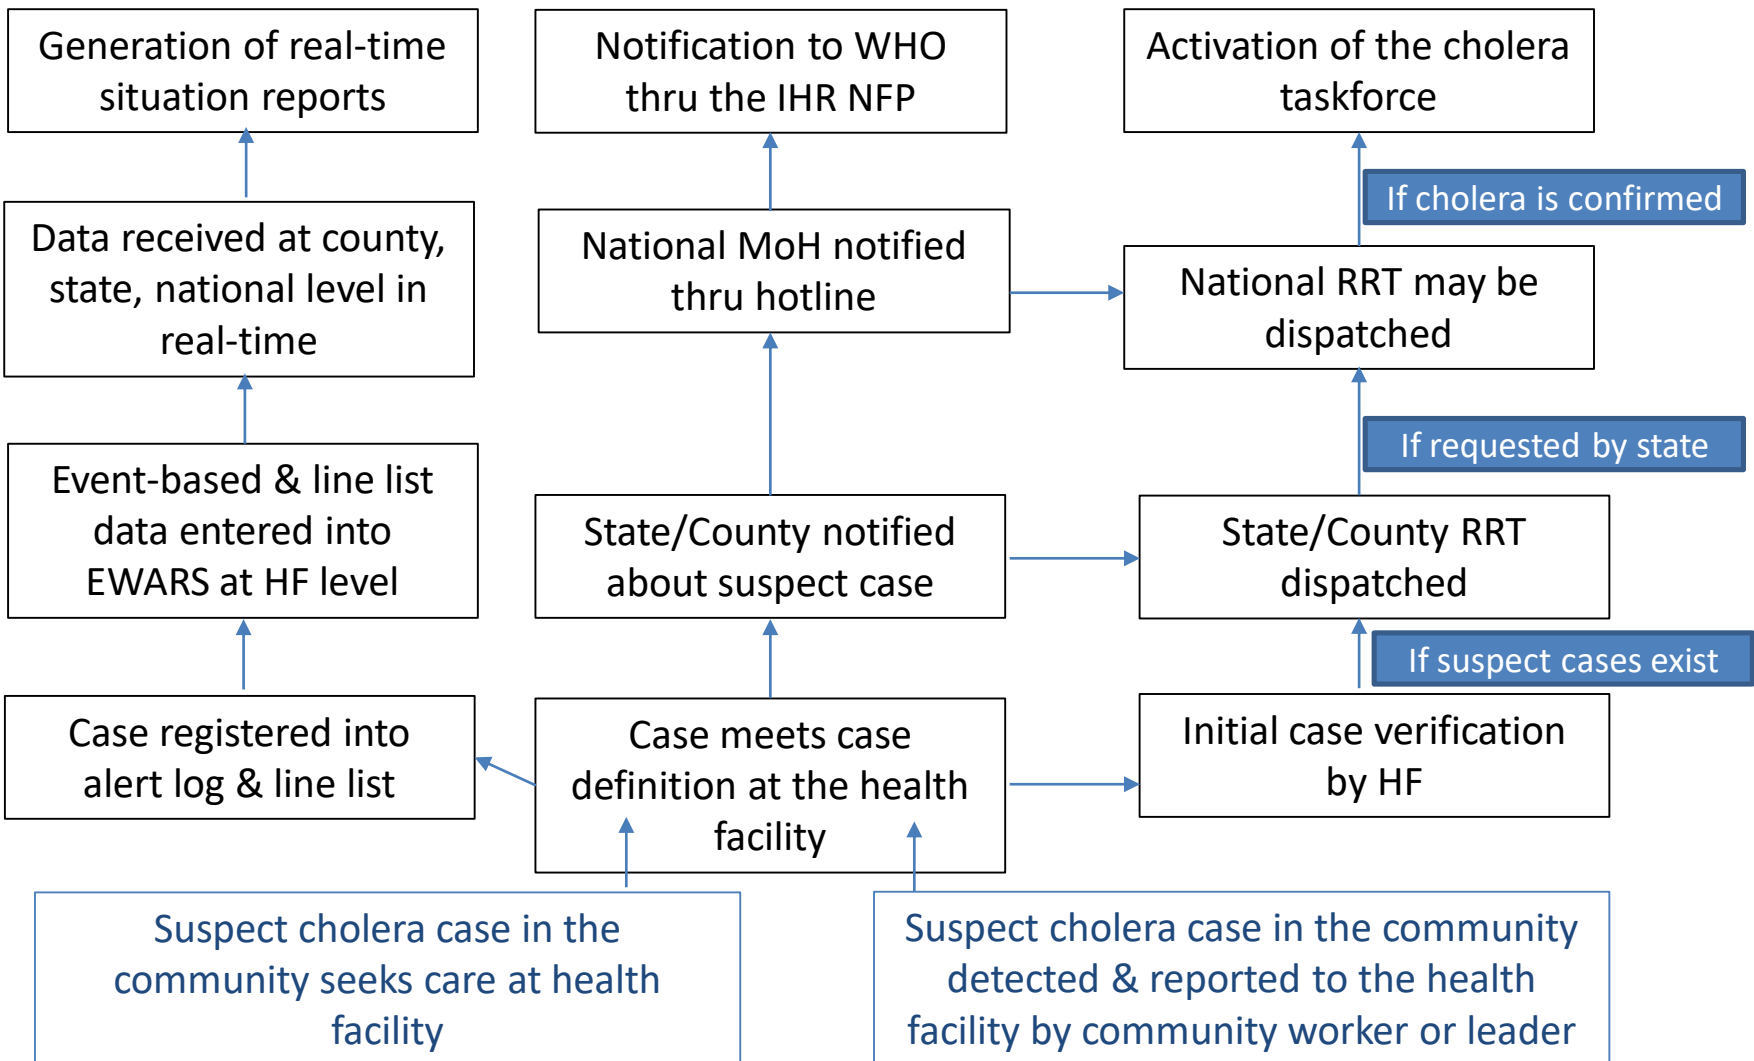 Generation of real-time
situation reports
Notification to WHO
thru the IHR NFP
Activation of the cholera
taskforce
If cholera is confirmed
Data received at county,
state, national level in
real-time
National MoH notified
thru hotline
National RRT may be
dispatched
If requested by state
Event-based & line list
data entered into
EWARS at HF level
State/County notified
about suspect case
State/County RRT
dispatched
If suspect cases exist
Case registered into
alert log & line list
Case meets case
definition at the health
facility
Initial case verification
by HF
Suspect cholera case in the
community seeks care at health
facility
Suspect cholera case in the community
detected & reported to the health
facility by community worker or leader